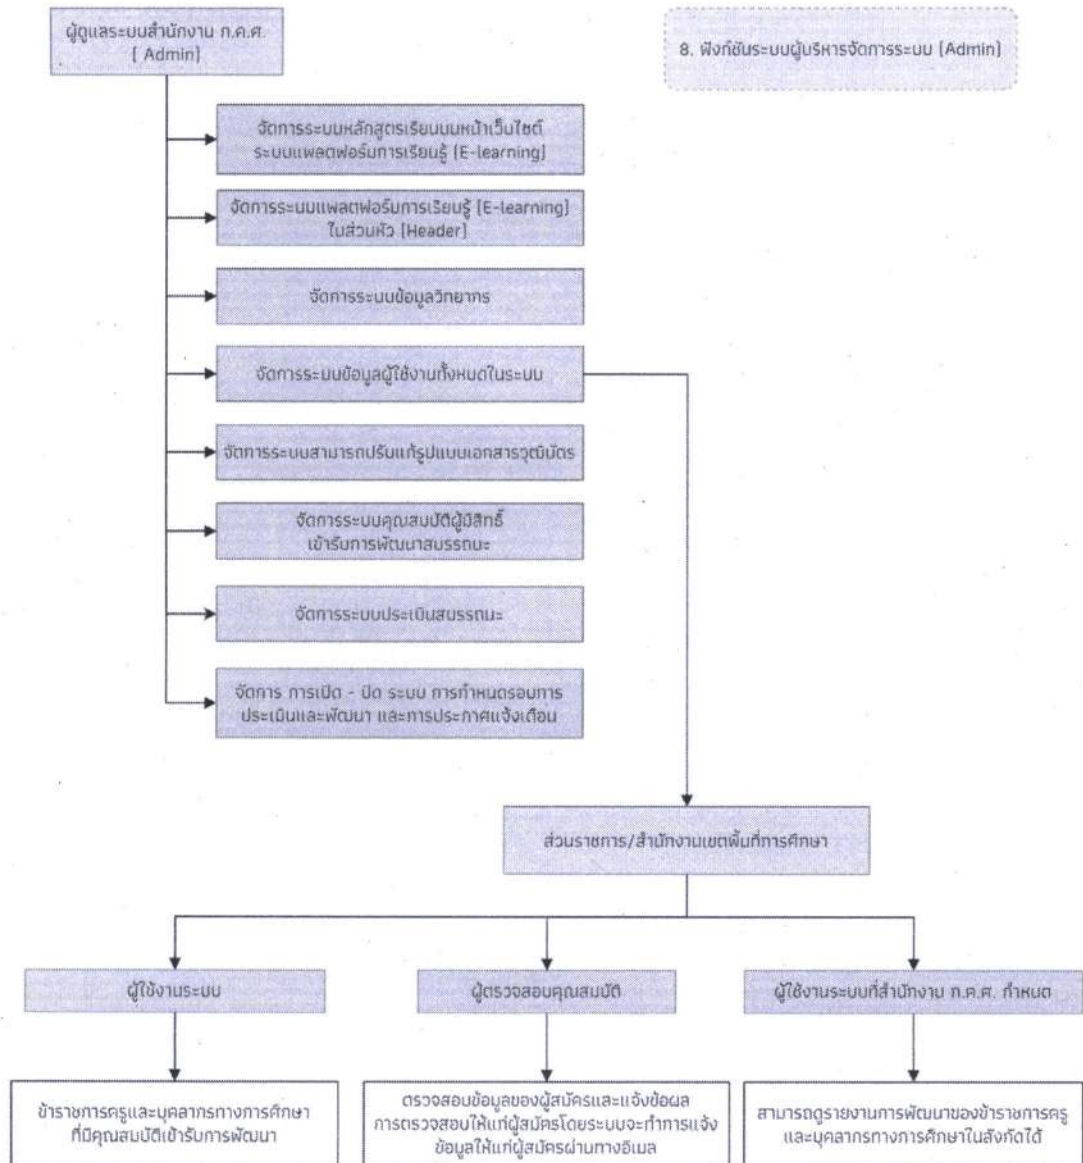 ผู้ดูแลระบบสำนักงาน ก.ค.ศ.
( Admin)
8. ฟังก์ชันระบบผู้บริหารจัดการระบบ (Admin)
จัดการระบบหลักสูตรเรียนบนหน้าเว็บไซต์
ระบบแพลตฟอร์มการเรียนรู้ (E-learning)
จัดการระบบแพลตฟอร์มการเรียนรู้ (E-learning)
ในส่วนหัว (Header)
จัดการระบบข้อมูลวิทยากร
จัดการระบบข้อมูลผู้ใช้งานทั้งหมดในระบบ
จัดการระบบสามารถปรับแก้รูปแบบเอกสารวุฒิบัตร
จัดการระบบคุณสมบัติผู้มีสิทธิ์
เข้ารับการพัฒนาสมรรถนะ
จัดการระบบประเมินสมรรถนะ
จัดการ การเปิด - ปิด ระบบ การกำหนดรอบการ
ประเมินและพัฒนา และการประกาศแจ้งเตือน
ส่วนราชการ/สำนักงานเขตพื้นที่การศึกษา
ผู้ใช้งานระบบ
ผู้ตรวจสอบคุณสมบัติ
ผู้ใช้งานระบบที่สำนักงาน ก.ค.ศ. กำหนด
ข้าราชการครูและบุคลากรทางการศึกษา
ที่มีคุณสมบัติเข้ารับการพัฒนา
ตรวจสอบข้อมูลของผู้สมัครและแจ้งข้อผล
การตรวจสอบให้แก่ผู้สมัครโดยระบบจะทำการแจ้ง
ข้อมูลให้แก่ผู้สมัครผ่านทางอีเมล
สามารถดูรายงานการพัฒนาของข้าราชการครู
และบุคลากรทางการศึกษาในสังกัดได้